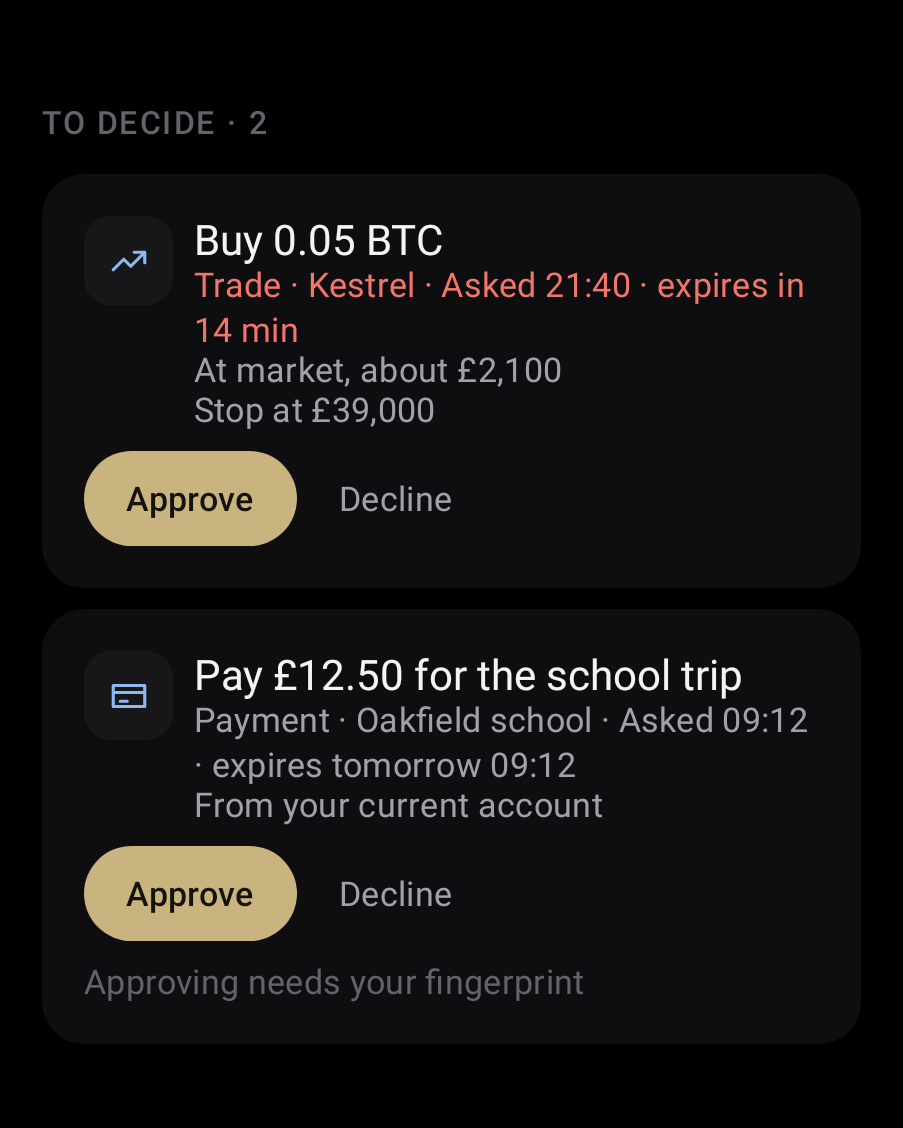 TO DECIDE · 2
Buy 0.05 BTC
Trade · Kestrel · Asked 21:40 · expires in
14 min
At market, about £2,100
Stop at £39,000
Approve
Decline
Pay £12.50 for the school trip
Payment · Oakfield school · Asked 09:12
· expires tomorrow 09:12
From your current account
Approve
Decline
Approving needs your fingerprint